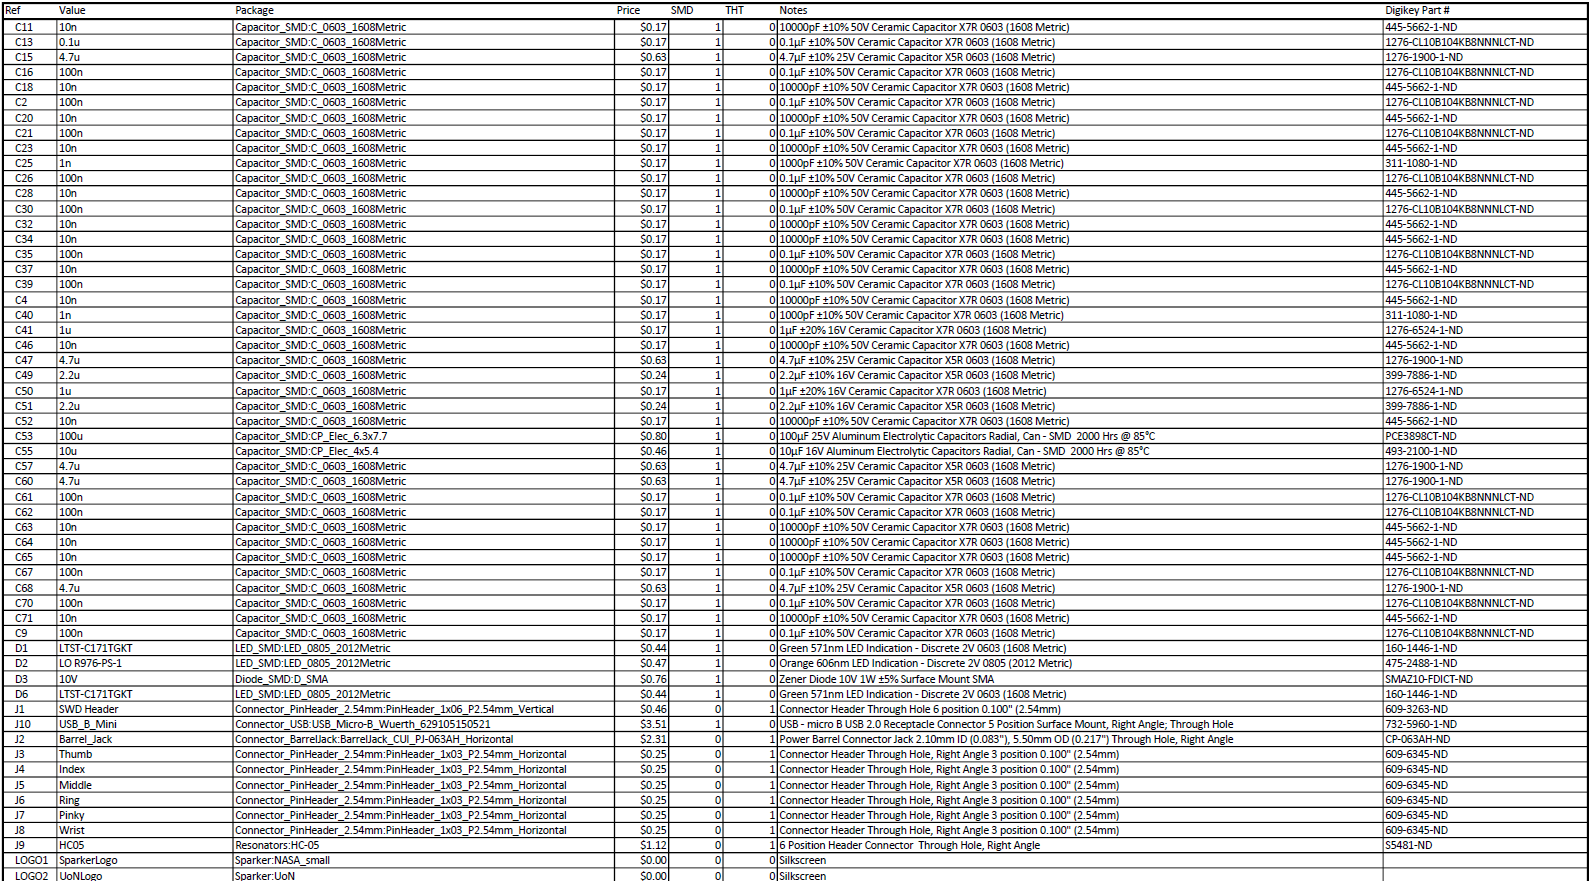 Ref Value Package Price SMD THT Notes Digikey Part #
C11 10n Capacitor_SMD:C_0603_1608Metric $0.17 1 0 10000pF ±10% 50V Ceramic Capacitor X7R 0603 (1608 Metric) 445-5662-1-ND
C13 0.1u Capacitor_SMD:C_0603_1608Metric $0.17 1 0 0.1µF ±10% 50V Ceramic Capacitor X7R 0603 (1608 Metric) 1276-CL10B104KB8NNNLCT-ND
C15 4.7u Capacitor_SMD:C_0603_1608Metric $0.63 1 0 4.7µF ±10% 25V Ceramic Capacitor X5R 0603 (1608 Metric) 1276-1900-1-ND
C16 100n Capacitor_SMD:C_0603_1608Metric $0.17 1 0 0.1µF ±10% 50V Ceramic Capacitor X7R 0603 (1608 Metric) 1276-CL10B104KB8NNNLCT-ND
C18 10n Capacitor_SMD:C_0603_1608Metric $0.17 1 0 10000pF ±10% 50V Ceramic Capacitor X7R 0603 (1608 Metric) 445-5662-1-ND
C2 100n Capacitor_SMD:C_0603_1608Metric $0.17 1 0 0.1µF ±10% 50V Ceramic Capacitor X7R 0603 (1608 Metric) 1276-CL10B104KB8NNNLCT-ND
C20 10n Capacitor_SMD:C_0603_1608Metric $0.17 1 0 10000pF ±10% 50V Ceramic Capacitor X7R 0603 (1608 Metric) 445-5662-1-ND
C21 100n Capacitor_SMD:C_0603_1608Metric $0.17 1 0 0.1µF ±10% 50V Ceramic Capacitor X7R 0603 (1608 Metric) 1276-CL10B104KB8NNNLCT-ND
C23 10n Capacitor_SMD:C_0603_1608Metric $0.17 1 0 10000pF ±10% 50V Ceramic Capacitor X7R 0603 (1608 Metric) 445-5662-1-ND
C25 1n Capacitor_SMD:C_0603_1608Metric $0.17 1 0 1000pF ±10% 50V Ceramic Capacitor X7R 0603 (1608 Metric) 311-1080-1-ND
C26 100n Capacitor_SMD:C_0603_1608Metric $0.17 1 0 0.1µF ±10% 50V Ceramic Capacitor X7R 0603 (1608 Metric) 1276-CL10B104KB8NNNLCT-ND
C28 10n Capacitor_SMD:C_0603_1608Metric $0.17 1 0 10000pF ±10% 50V Ceramic Capacitor X7R 0603 (1608 Metric) 445-5662-1-ND
C30 100n Capacitor_SMD:C_0603_1608Metric $0.17 1 0 0.1µF ±10% 50V Ceramic Capacitor X7R 0603 (1608 Metric) 1276-CL10B104KB8NNNLCT-ND
C32 10n Capacitor_SMD:C_0603_1608Metric $0.17 1 0 10000pF ±10% 50V Ceramic Capacitor X7R 0603 (1608 Metric) 445-5662-1-ND
C34 10n Capacitor_SMD:C_0603_1608Metric $0.17 1 0 10000pF ±10% 50V Ceramic Capacitor X7R 0603 (1608 Metric) 445-5662-1-ND
C35 100n Capacitor_SMD:C_0603_1608Metric $0.17 1 0 0.1µF ±10% 50V Ceramic Capacitor X7R 0603 (1608 Metric) 1276-CL10B104KB8NNNLCT-ND
C37 10n Capacitor_SMD:C_0603_1608Metric $0.17 1 0 10000pF ±10% 50V Ceramic Capacitor X7R 0603 (1608 Metric) 445-5662-1-ND
C39 100n Capacitor_SMD:C_0603_1608Metric $0.17 1 0 0.1µF ±10% 50V Ceramic Capacitor X7R 0603 (1608 Metric) 1276-CL10B104KB8NNNLCT-ND
C4 10n Capacitor_SMD:C_0603_1608Metric $0.17 1 0 10000pF ±10% 50V Ceramic Capacitor X7R 0603 (1608 Metric) 445-5662-1-ND
C40 1n Capacitor_SMD:C_0603_1608Metric $0.17 1 0 1000pF ±10% 50V Ceramic Capacitor X7R 0603 (1608 Metric) 311-1080-1-ND
C41 1u Capacitor_SMD:C_0603_1608Metric $0.17 1 0 1µF ±20% 16V Ceramic Capacitor X7R 0603 (1608 Metric) 1276-6524-1-ND
C46 10n Capacitor_SMD:C_0603_1608Metric $0.17 1 0 10000pF ±10% 50V Ceramic Capacitor X7R 0603 (1608 Metric) 445-5662-1-ND
C47 4.7u Capacitor_SMD:C_0603_1608Metric $0.63 1 0 4.7µF ±10% 25V Ceramic Capacitor X5R 0603 (1608 Metric) 1276-1900-1-ND
C49 2.2u Capacitor_SMD:C_0603_1608Metric $0.24 1 0 2.2µF ±10% 16V Ceramic Capacitor X5R 0603 (1608 Metric) 399-7886-1-ND
C50 1u Capacitor_SMD:C_0603_1608Metric $0.17 1 0 1µF ±20% 16V Ceramic Capacitor X7R 0603 (1608 Metric) 1276-6524-1-ND
C51 2.2u Capacitor_SMD:C_0603_1608Metric $0.24 1 0 2.2µF ±10% 16V Ceramic Capacitor X5R 0603 (1608 Metric) 399-7886-1-ND
C52 10n Capacitor_SMD:C_0603_1608Metric $0.17 1 0 10000pF ±10% 50V Ceramic Capacitor X7R 0603 (1608 Metric) 445-5662-1-ND
C53 100u Capacitor_SMD:CP_Elec_6.3x7.7 $0.80 1 0 100µF 25V Aluminum Electrolytic Capacitors Radial, Can - SMD 2000 Hrs @ 85°C PCE3898CT-ND
C55 10u Capacitor_SMD:CP_Elec_4x5.4 $0.46 1 0 10µF 16V Aluminum Electrolytic Capacitors Radial, Can - SMD 2000 Hrs @ 85°C 493-2100-1-ND
C57 4.7u Capacitor_SMD:C_0603_1608Metric $0.63 1 0 4.7µF ±10% 25V Ceramic Capacitor X5R 0603 (1608 Metric) 1276-1900-1-ND
C60 4.7u Capacitor_SMD:C_0603_1608Metric $0.63 1 0 4.7µF ±10% 25V Ceramic Capacitor X5R 0603 (1608 Metric) 1276-1900-1-ND
C61 100n Capacitor_SMD:C_0603_1608Metric $0.17 1 0 0.1µF ±10% 50V Ceramic Capacitor X7R 0603 (1608 Metric) 1276-CL10B104KB8NNNLCT-ND
C62 100n Capacitor_SMD:C_0603_1608Metric $0.17 1 0 0.1µF ±10% 50V Ceramic Capacitor X7R 0603 (1608 Metric) 1276-CL10B104KB8NNNLCT-ND
C63 10n Capacitor_SMD:C_0603_1608Metric $0.17 1 0 10000pF ±10% 50V Ceramic Capacitor X7R 0603 (1608 Metric) 445-5662-1-ND
C64 10n Capacitor_SMD:C_0603_1608Metric $0.17 1 0 10000pF ±10% 50V Ceramic Capacitor X7R 0603 (1608 Metric) 445-5662-1-ND
C65 10n Capacitor_SMD:C_0603_1608Metric $0.17 1 0 10000pF ±10% 50V Ceramic Capacitor X7R 0603 (1608 Metric) 445-5662-1-ND
C67 100n Capacitor_SMD:C_0603_1608Metric $0.17 1 0 0.1µF ±10% 50V Ceramic Capacitor X7R 0603 (1608 Metric) 1276-CL10B104KB8NNNLCT-ND
C68 4.7u Capacitor_SMD:C_0603_1608Metric $0.63 1 0 4.7µF ±10% 25V Ceramic Capacitor X5R 0603 (1608 Metric) 1276-1900-1-ND
C70 100n Capacitor_SMD:C_0603_1608Metric $0.17 1 0 0.1µF ±10% 50V Ceramic Capacitor X7R 0603 (1608 Metric) 1276-CL10B104KB8NNNLCT-ND
C71 10n Capacitor_SMD:C_0603_1608Metric $0.17 1 0 10000pF ±10% 50V Ceramic Capacitor X7R 0603 (1608 Metric) 445-5662-1-ND
C9 100n Capacitor_SMD:C_0603_1608Metric $0.17 1 0 0.1µF ±10% 50V Ceramic Capacitor X7R 0603 (1608 Metric) 1276-CL10B104KB8NNNLCT-ND
D1 LTST-C171TGKT LED_SMD:LED_0805_2012Metric $0.44 1 0 Green 571nm LED Indication - Discrete 2V 0603 (1608 Metric) 160-1446-1-ND
D2 LO R976-PS-1 LED_SMD:LED_0805_2012Metric $0.47 1 0 Orange 606nm LED Indication - Discrete 2V 0805 (2012 Metric) 475-2488-1-ND
D3 10V Diode_SMD:D_SMA $0.76 1 0 Zener Diode 10V 1W ±5% Surface Mount SMA SMAZ10-FDICT-ND
D6 LTST-C171TGKT LED_SMD:LED_0805_2012Metric $0.44 1 0 Green 571nm LED Indication - Discrete 2V 0603 (1608 Metric) 160-1446-1-ND
J1 SWD Header Connector_PinHeader_2.54mm:PinHeader_1x06_P2.54mm_Vertical $0.46 0 1 Connector Header Through Hole 6 position 0.100" (2.54mm) 609-3263-ND
J10 USB_B_Mini Connector_USB:USB_Micro-B_Wuerth_629105150521 $3.51 1 0 USB - micro B USB 2.0 Receptacle Connector 5 Position Surface Mount, Right Angle; Through Hole 732-5960-1-ND
J2 Barrel_Jack Connector_BarrelJack:BarrelJack_CUI_PJ-063AH_Horizontal $2.31 0 1 Power Barrel Connector Jack 2.10mm ID (0.083"), 5.50mm OD (0.217") Through Hole, Right Angle CP-063AH-ND
J3 Thumb Connector_PinHeader_2.54mm:PinHeader_1x03_P2.54mm_Horizontal $0.25 0 1 Connector Header Through Hole, Right Angle 3 position 0.100" (2.54mm) 609-6345-ND
J4 Index Connector_PinHeader_2.54mm:PinHeader_1x03_P2.54mm_Horizontal $0.25 0 1 Connector Header Through Hole, Right Angle 3 position 0.100" (2.54mm) 609-6345-ND
J5 Middle Connector_PinHeader_2.54mm:PinHeader_1x03_P2.54mm_Horizontal $0.25 0 1 Connector Header Through Hole, Right Angle 3 position 0.100" (2.54mm) 609-6345-ND
J6 Ring Connector_PinHeader_2.54mm:PinHeader_1x03_P2.54mm_Horizontal $0.25 0 1 Connector Header Through Hole, Right Angle 3 position 0.100" (2.54mm) 609-6345-ND
J7 Pinky Connector_PinHeader_2.54mm:PinHeader_1x03_P2.54mm_Horizontal $0.25 0 1 Connector Header Through Hole, Right Angle 3 position 0.100" (2.54mm) 609-6345-ND
J8 Wrist Connector_PinHeader_2.54mm:PinHeader_1x03_P2.54mm_Horizontal $0.25 0 1 Connector Header Through Hole, Right Angle 3 position 0.100" (2.54mm) 609-6345-ND
J9 HC05 Resonators:HC-05 $1.12 0 1 6 Position Header Connector Through Hole, Right Angle S5481-ND
LOGO1 SparkerLogo Sparker:NASA_small $0.00 0 0 Silkscreen
LOGO2 UoNLogo Sparker:UoN $0.00 0 0 Silkscreen